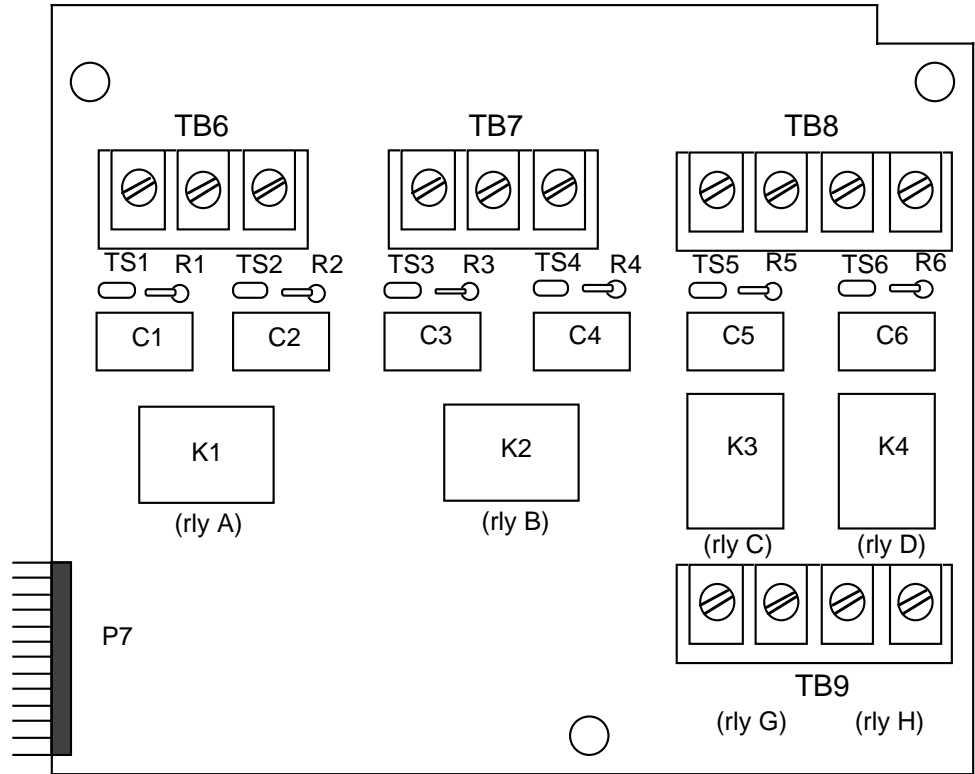 TB6 TB7 TB8
TS1 R1 TS2 R2 TS3 R3 TS4 R4 TS5 R5 TS6 R6
C1 C2 C3 C4 C5 C6
K1 K2 K3 K4
(rly A) (rly B) (rly C) (rly D)
P7
TB9
(rly G) (rly H)